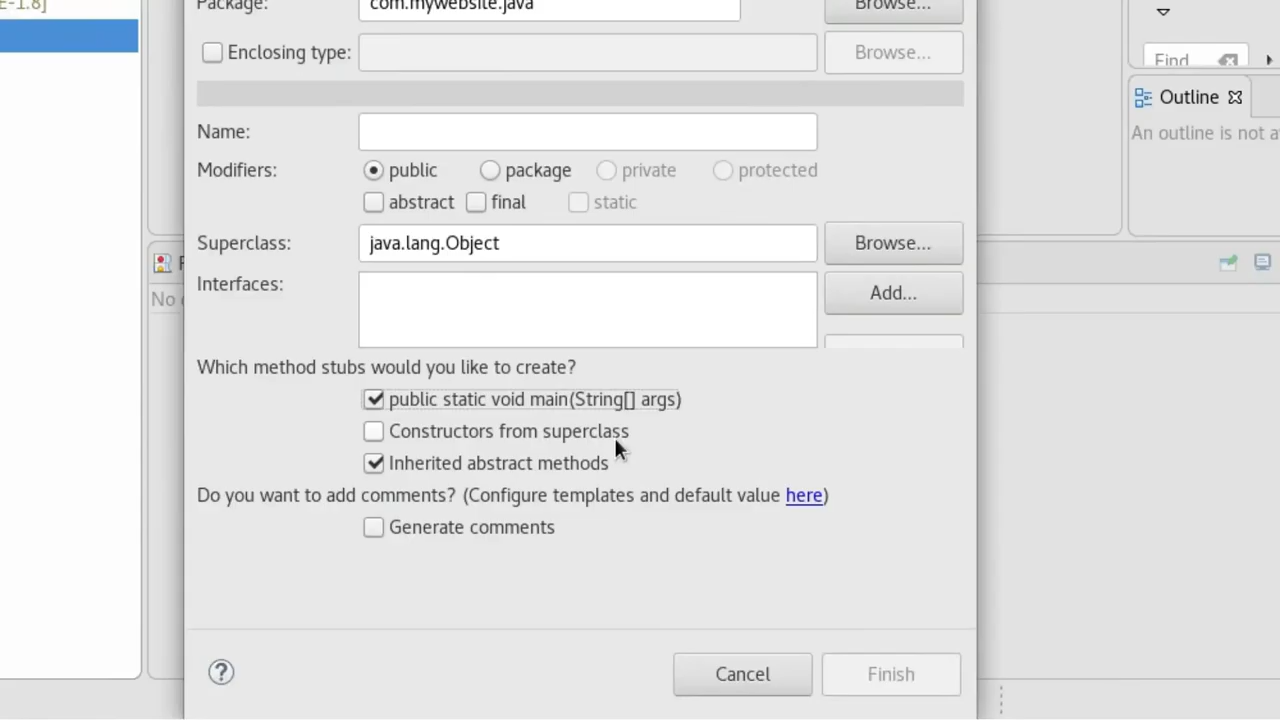 E-1.8]
Package: com.mywebsite.java Browse...
Enclosing type: Browse...
Find
Outline
An outline is not a
Name:
Modifiers: public package private protected
abstract final static
Superclass: java.lang.Object Browse...
Interfaces: Add...
No
Which method stubs would you like to create?
public static void main(String[] args)
Constructors from superclass
Inherited abstract methods
Do you want to add comments? (Configure templates and default value here)
Generate comments
? Cancel Finish